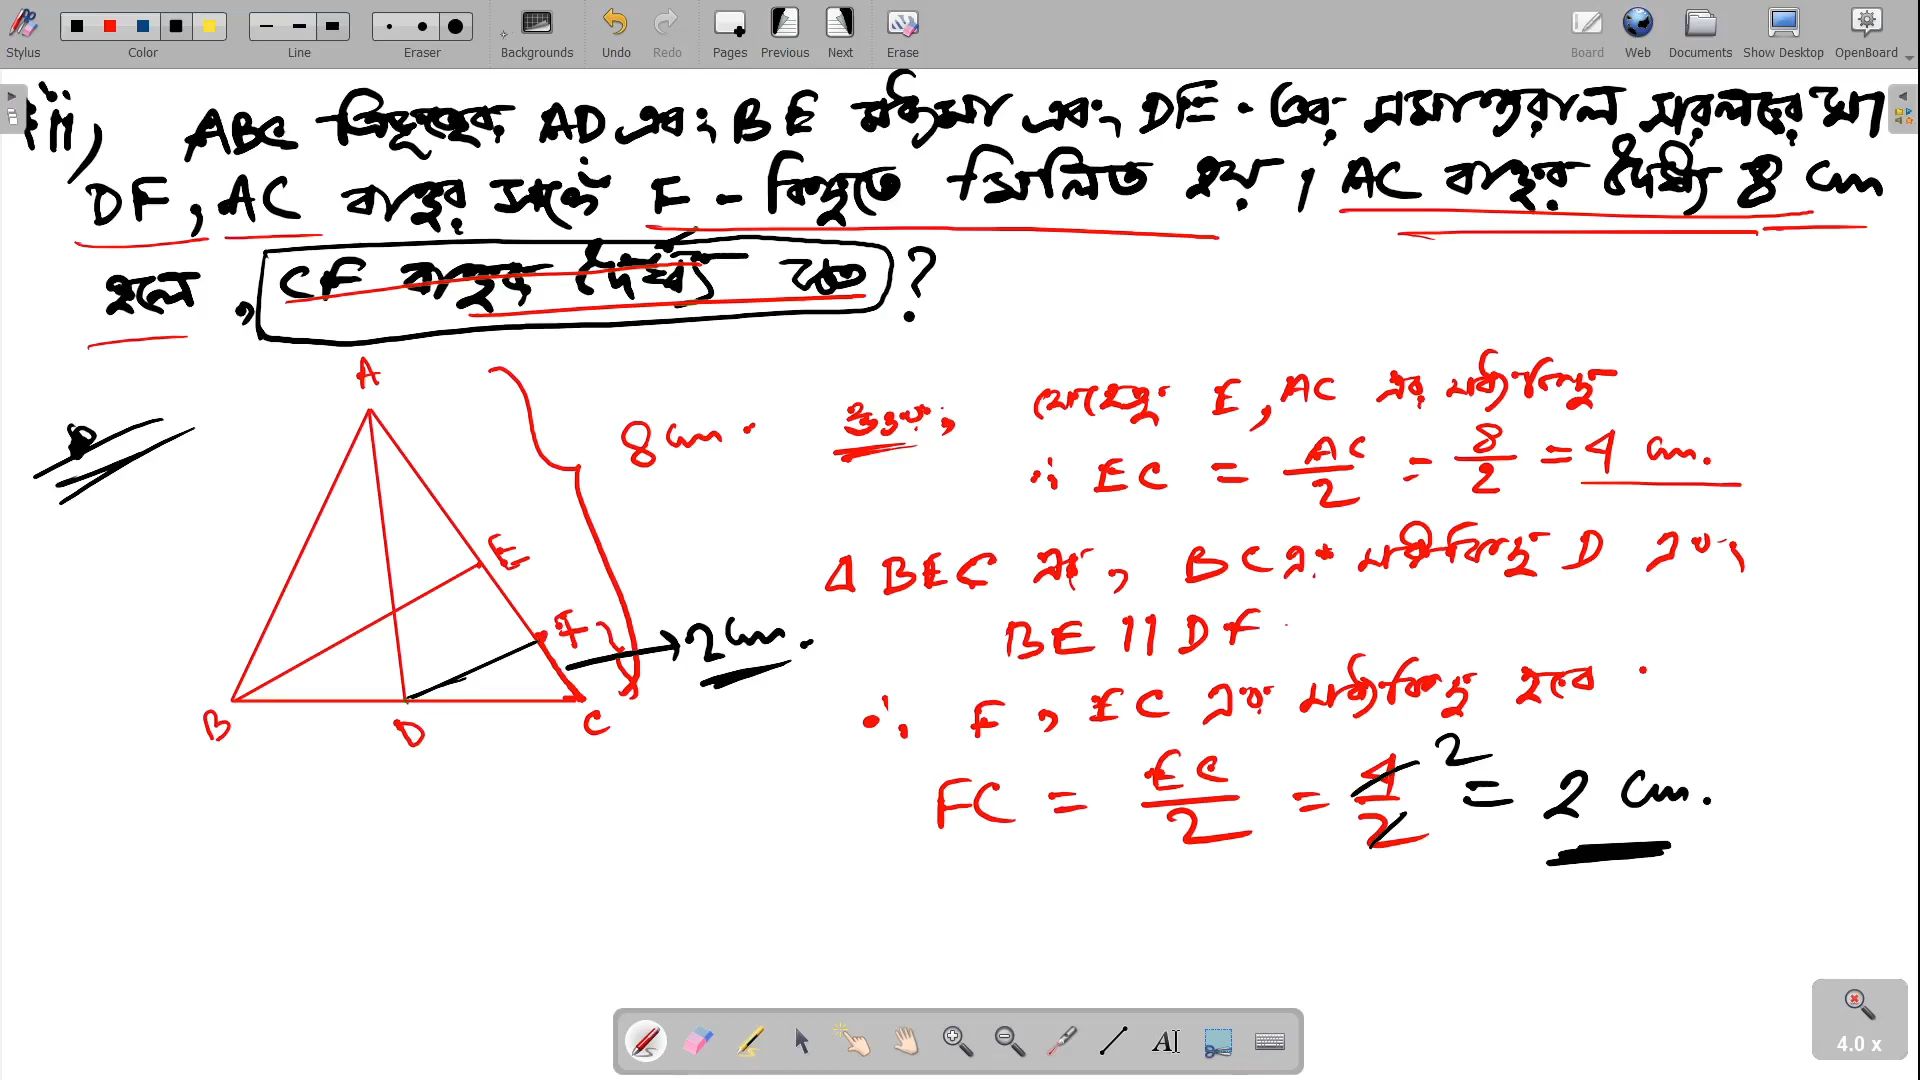 Stylus Color Line Eraser Backgrounds Undo Redo Pages Previous Next Erase Board Web Documents Show Desktop OpenBoard
iii) ABC ত্রিভুজের AD এবং BE মধ্যমা এবং DE-এর সমান্তরাল সরলরেখা
DF, AC বাহুর সাথে F - বিন্দুতে মিলিত হয়। AC বাহুর দৈর্ঘ্য 8 cm
হলে, CF বাহুর দৈর্ঘ্য কত ?
A
8 cm.
E
F
2 cm.
B D C
উঃ, যেহেতু E, AC এর মধ্যবিন্দু
∴ EC = AC/2 = 8/2 = 4 cm.
Δ BEC এর, BC এর মধ্যবিন্দু D এবং
BE || DF
∴ F, EC এর মধ্যবিন্দু হবে
FC = EC/2 = 4/2 2 = 2 cm.
4.0 x